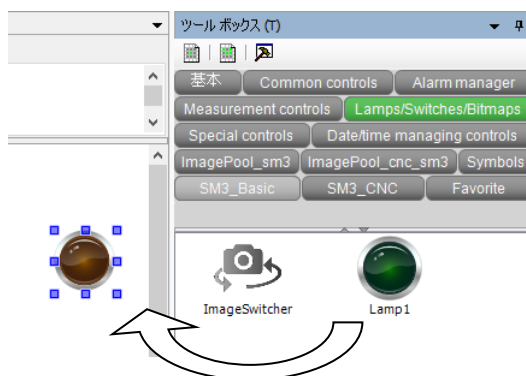 ツール ボックス (T)
基本 Common controls Alarm manager
Measurement controls Lamps/Switches/Bitmaps
Special controls Date/time managing controls
ImagePool_sm3 ImagePool_cnc_sm3 Symbols
SM3_Basic SM3_CNC Favorite
ImageSwitcher Lamp1